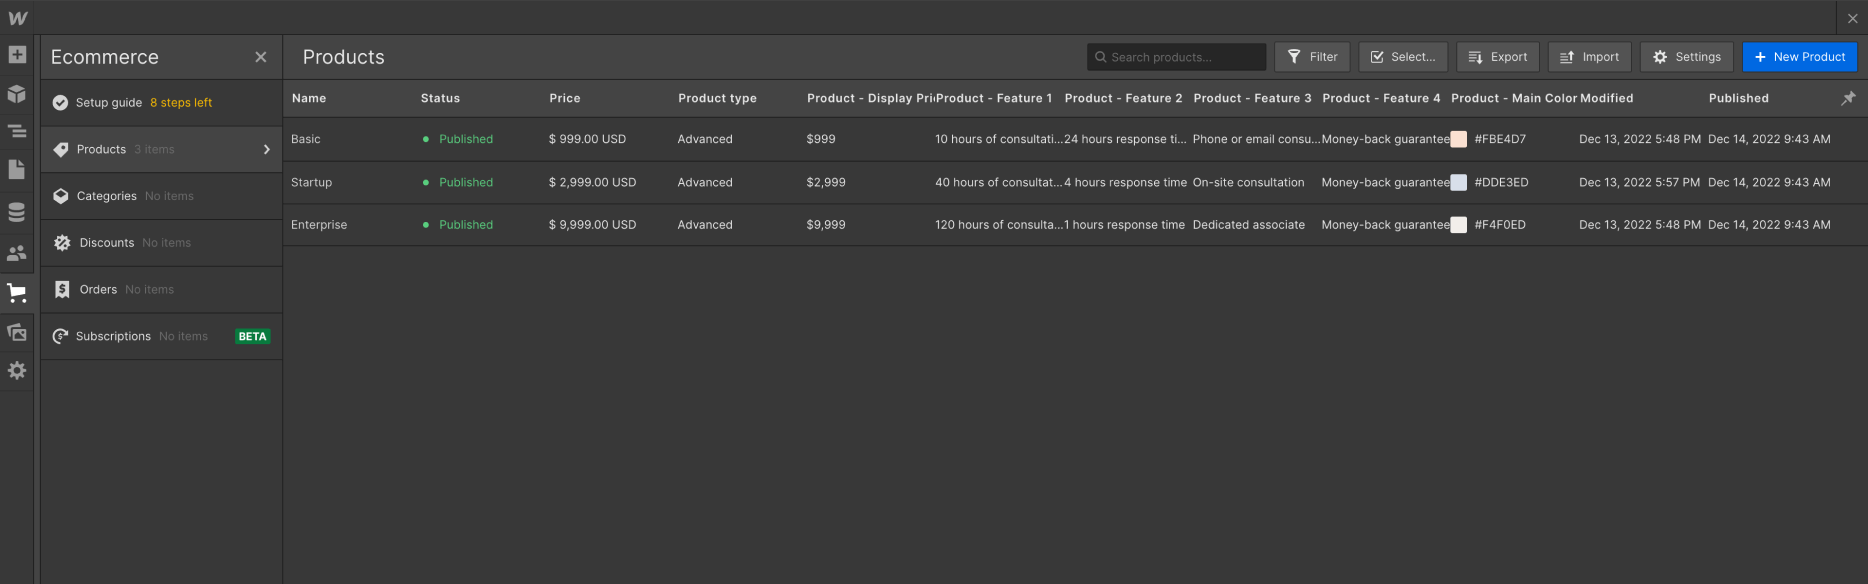 Ecommerce
Products
Search products...
Filter
Select...
Export
Import
Settings
New Product
Setup guide 8 steps left
Products 3 items
Categories No items
Discounts No items
Orders No items
Subscriptions No items BETA
Name Status Price Product type Product - Display Pri Product - Feature 1 Product - Feature 2 Product - Feature 3 Product - Feature 4 Product - Main Color Modified Published
Basic Published $ 999.00 USD Advanced $999 10 hours of consultati... 24 hours response ti... Phone or email consu... Money-back guarantee #FBE4D7 Dec 13, 2022 5:48 PM Dec 14, 2022 9:43 AM
Startup Published $ 2,999.00 USD Advanced $2,999 40 hours of consultat... 4 hours response time On-site consultation Money-back guarantee #DDE3ED Dec 13, 2022 5:57 PM Dec 14, 2022 9:43 AM
Enterprise Published $ 9,999.00 USD Advanced $9,999 120 hours of consulta... 1 hours response time Dedicated associate Money-back guarantee #F4F0ED Dec 13, 2022 5:48 PM Dec 14, 2022 9:43 AM